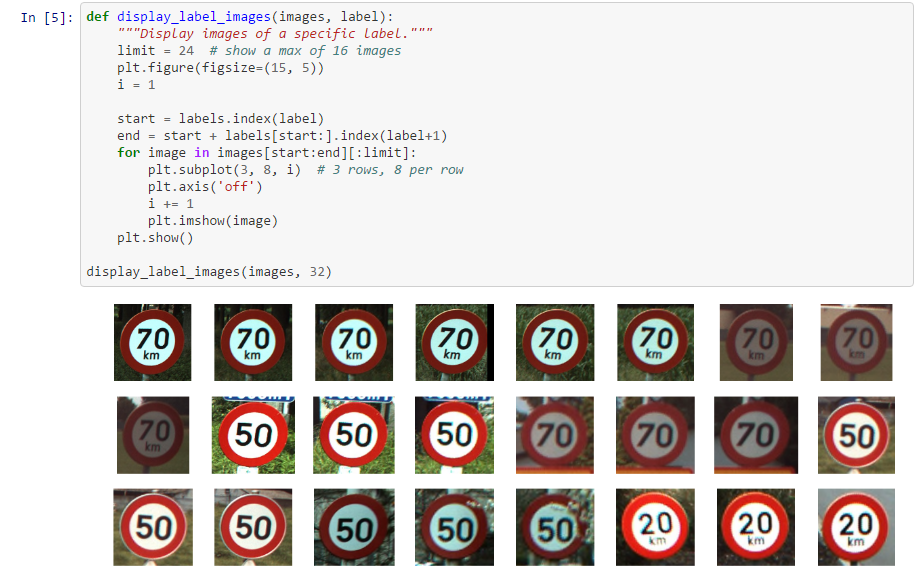 In [5]: def display_label_images(images, label):
"""Display images of a specific label."""
limit = 24  # show a max of 16 images
plt.figure(figsize=(15, 5))
i = 1
start = labels.index(label)
end = start + labels[start:].index(label+1)
for image in images[start:end][:limit]:
plt.subplot(3, 8, i)  # 3 rows, 8 per row
plt.axis('off')
i += 1
plt.imshow(image)
plt.show()
display_label_images(images, 32)
70 70 70 70 70 70 70 70
km km km km km km km km
70 50 50 50 70 70 70 50
km
50 50 50 50 50 20 20 20
km km km